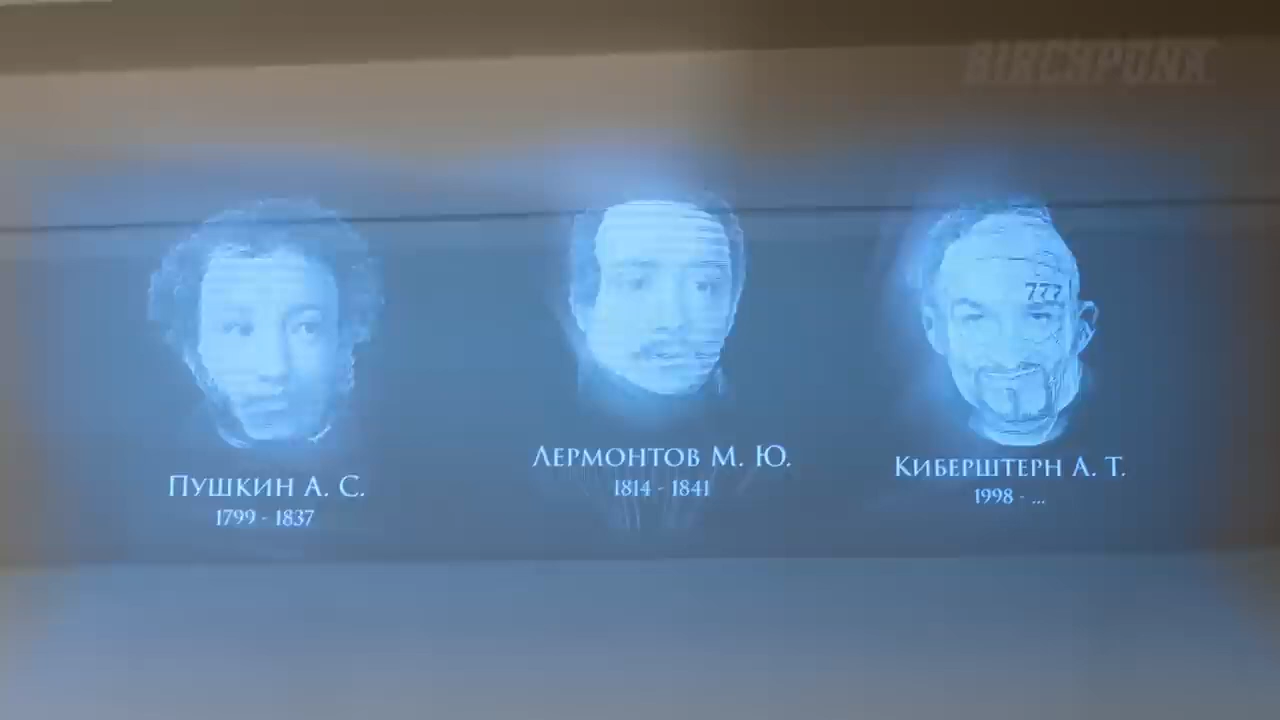 BIRCHPUNK
777
Пушкин А. С.
1799 - 1837
Лермонтов М. Ю.
1814 - 1841
Киберштерн А. Т.
1998 - ...